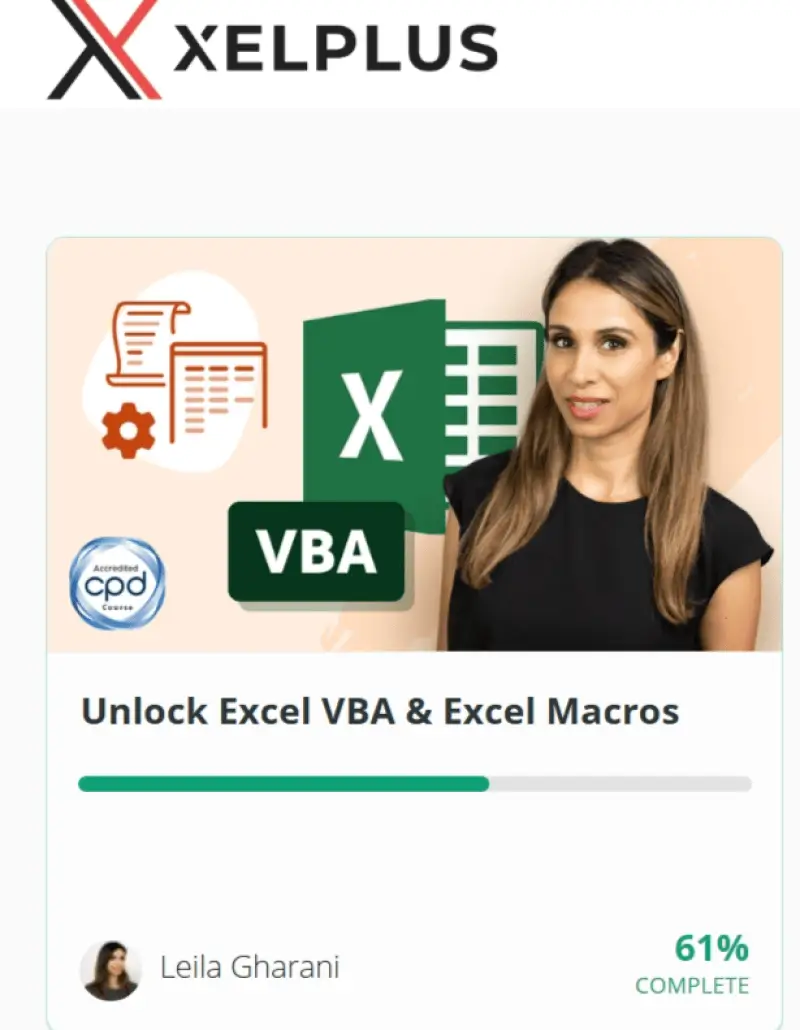 XELPLUS
X
VBA
Accredited
cpd
Course
Unlock Excel VBA & Excel Macros
Leila Gharani
61%
COMPLETE